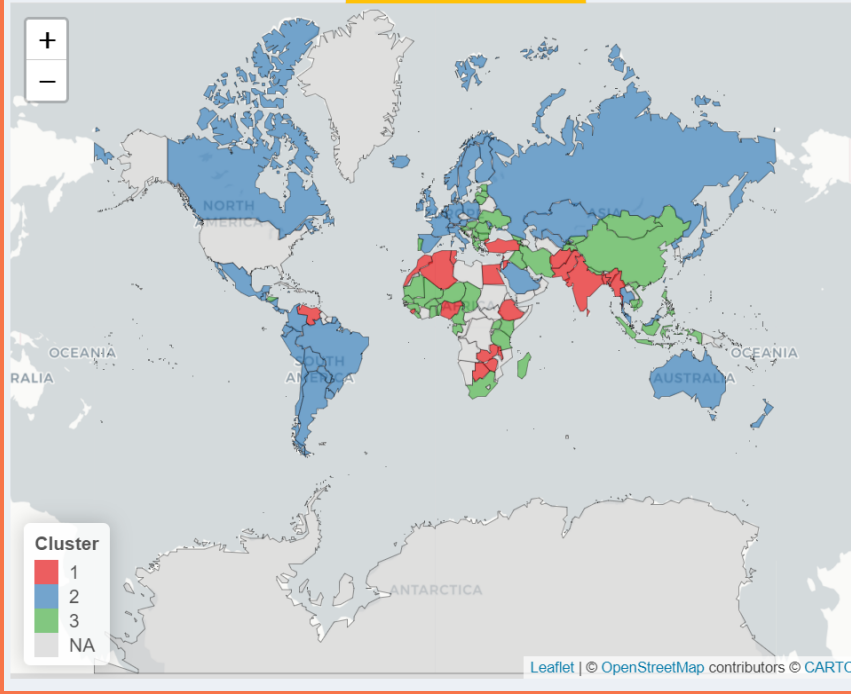 +
−
NORTH
AMERICA
ASIA
AFRICA
OCEANIA
OCEANIA
SOUTH
AMERICA
RALIA
AUSTRALIA
ANTARCTICA
Cluster
1
2
3
NA
Leaflet | © OpenStreetMap contributors © CARTO